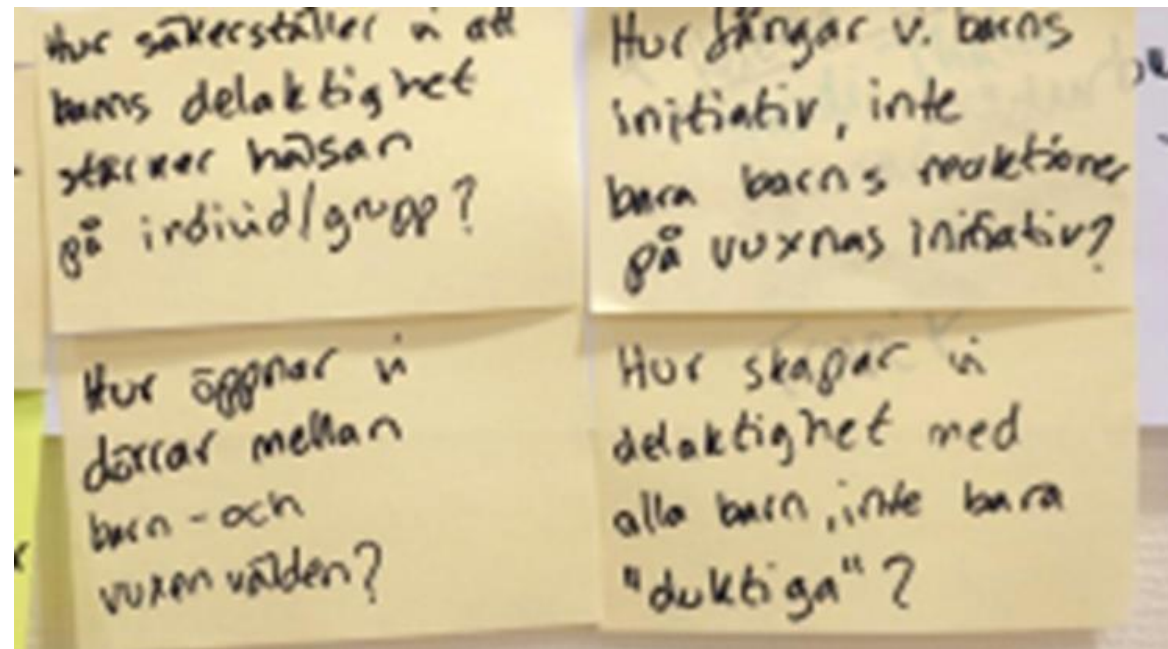 Hur säkerställer vi att
barns delaktighet
stärker hälsan
på individ/grupp?
Hur fångar vi barns
initiativ, inte
bara barns reaktioner
på vuxnas initiativ?
Hur öppnar vi
dörrar mellan
barn-och
vuxenvälden?
Hur skapar vi
delaktighet med
alla barn, inte bara
"duktiga"?